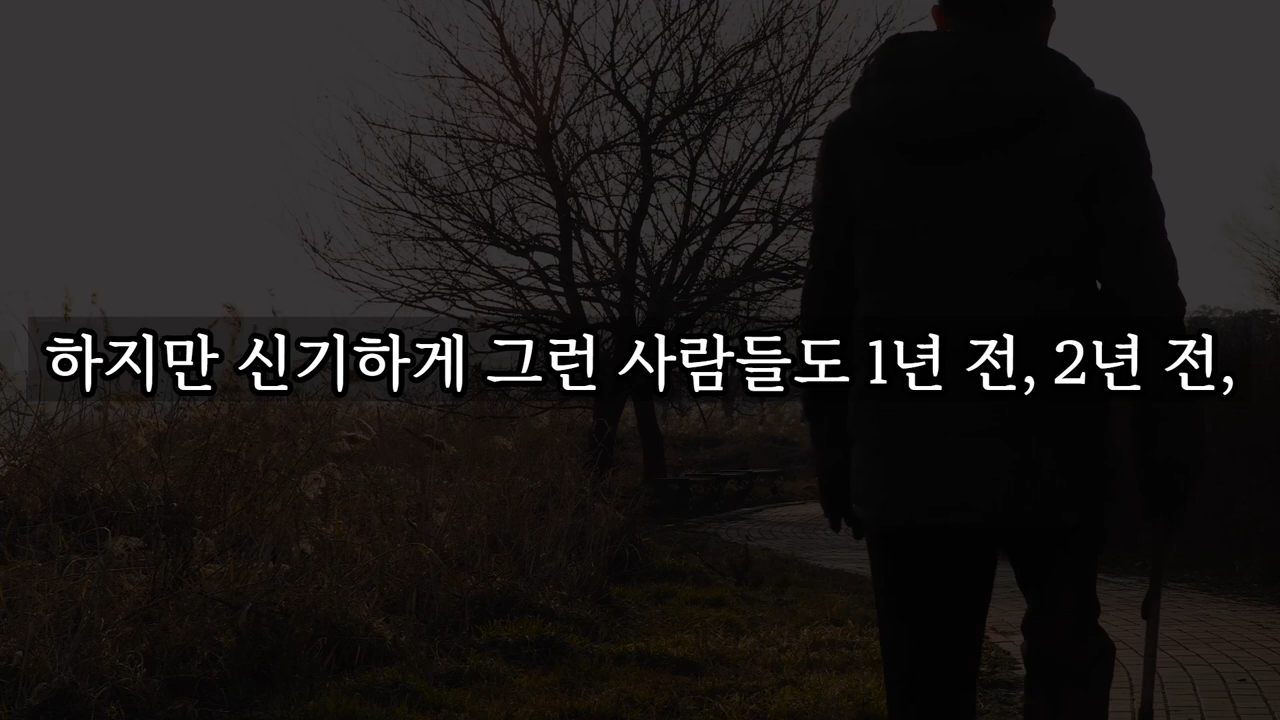 하지만 신기하게 그런 사람들도 1년 전, 2년 전,